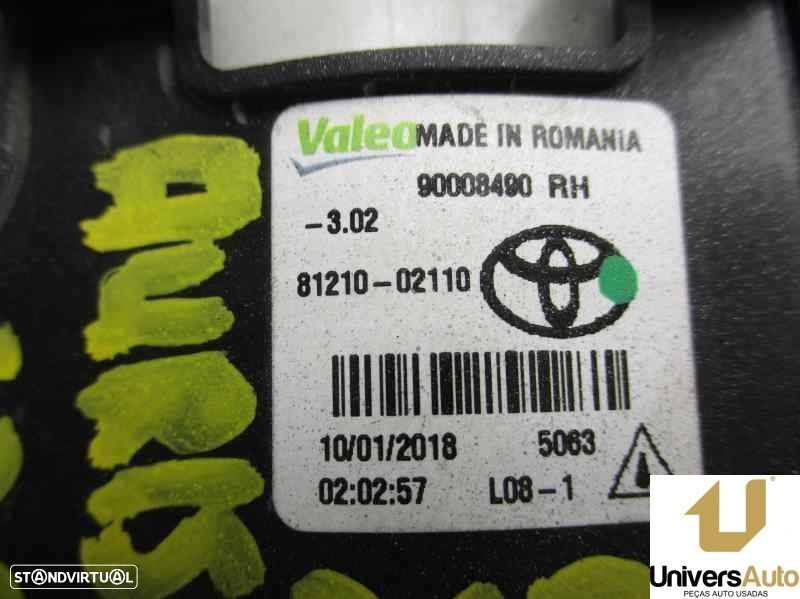 Valeo MADE IN ROMANIA
90008490 RH
-3.02
81210-02110
10/01/2018 5063
02:02:57 L08-1
STANDVIRTUAL
UniversAuto
PEÇAS AUTO USADAS